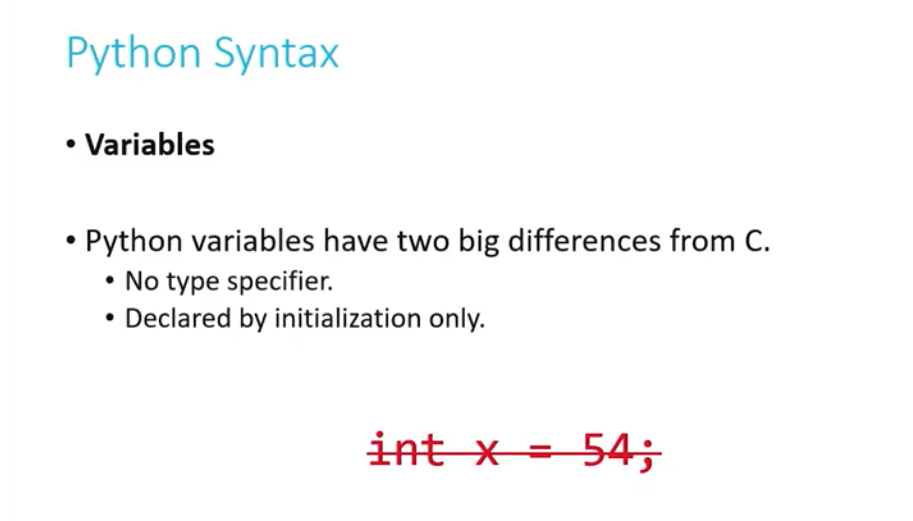 Python Syntax
• Variables
• Python variables have two big differences from C.
• No type specifier.
• Declared by initialization only.
int x = 54;